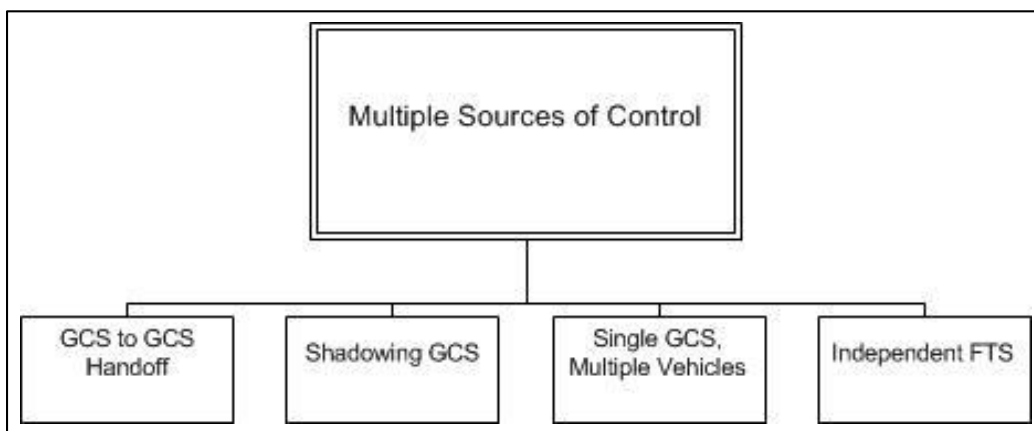 Multiple Sources of Control
GCS to GCS
Handoff
Shadowing GCS
Single GCS,
Multiple Vehicles
Independent FTS